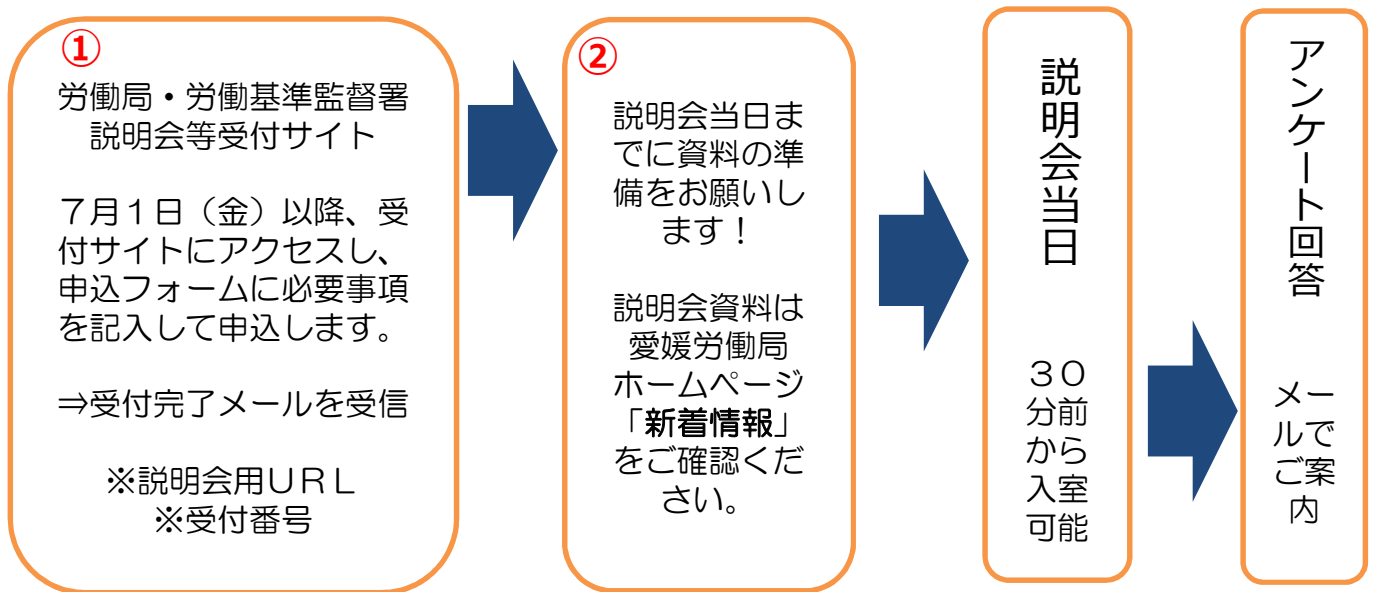 ①
労働局・労働基準監督署
説明会等受付サイト
７月１日（金）以降、受
付サイトにアクセスし、
申込フォームに必要事項
を記入して申込します。
⇒受付完了メールを受信
※説明会用ＵＲＬ
※受付番号
②
説明会当日ま
でに資料の準
備をお願いし
ます！
説明会資料は
愛媛労働局
ホームページ
「新着情報」
をご確認くだ
さい。
説明会当日
３０
分前
から
入室
可能
アンケート回答
メー
ルで
ご案
内